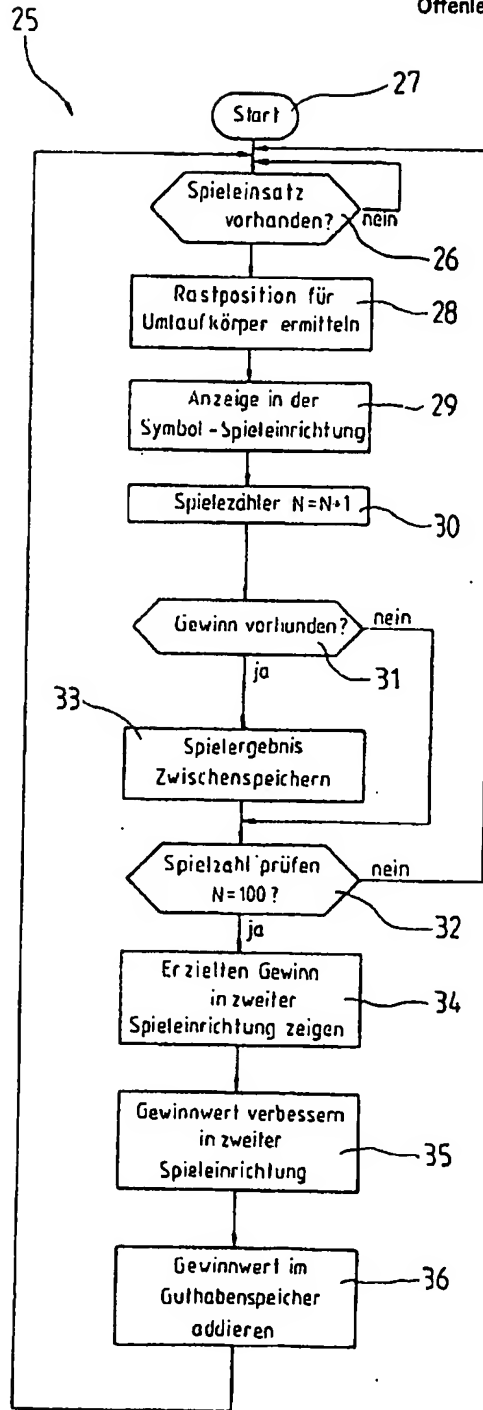 Offenle
25
27
Start
Spieleinsatz
vorhanden?
nein
26
Rastposition für
Umlaufkörper ermitteln
28
Anzeige in der
Symbol-Spieleinrichtung
29
Spielezähler N=N+1
30
Gewinn vorhunden?
nein
31
ja
33
Spielergebnis
Zwischenspeichern
Spielzahl prüfen
N=100?
nein
32
ja
Erzielten Gewinn
in zweiter
Spieleinrichtung zeigen
34
Gewinnwert verbessern
in zweiter
Spieleinrichtung
35
Gewinnwert im
Guthabenspeicher
addieren
36